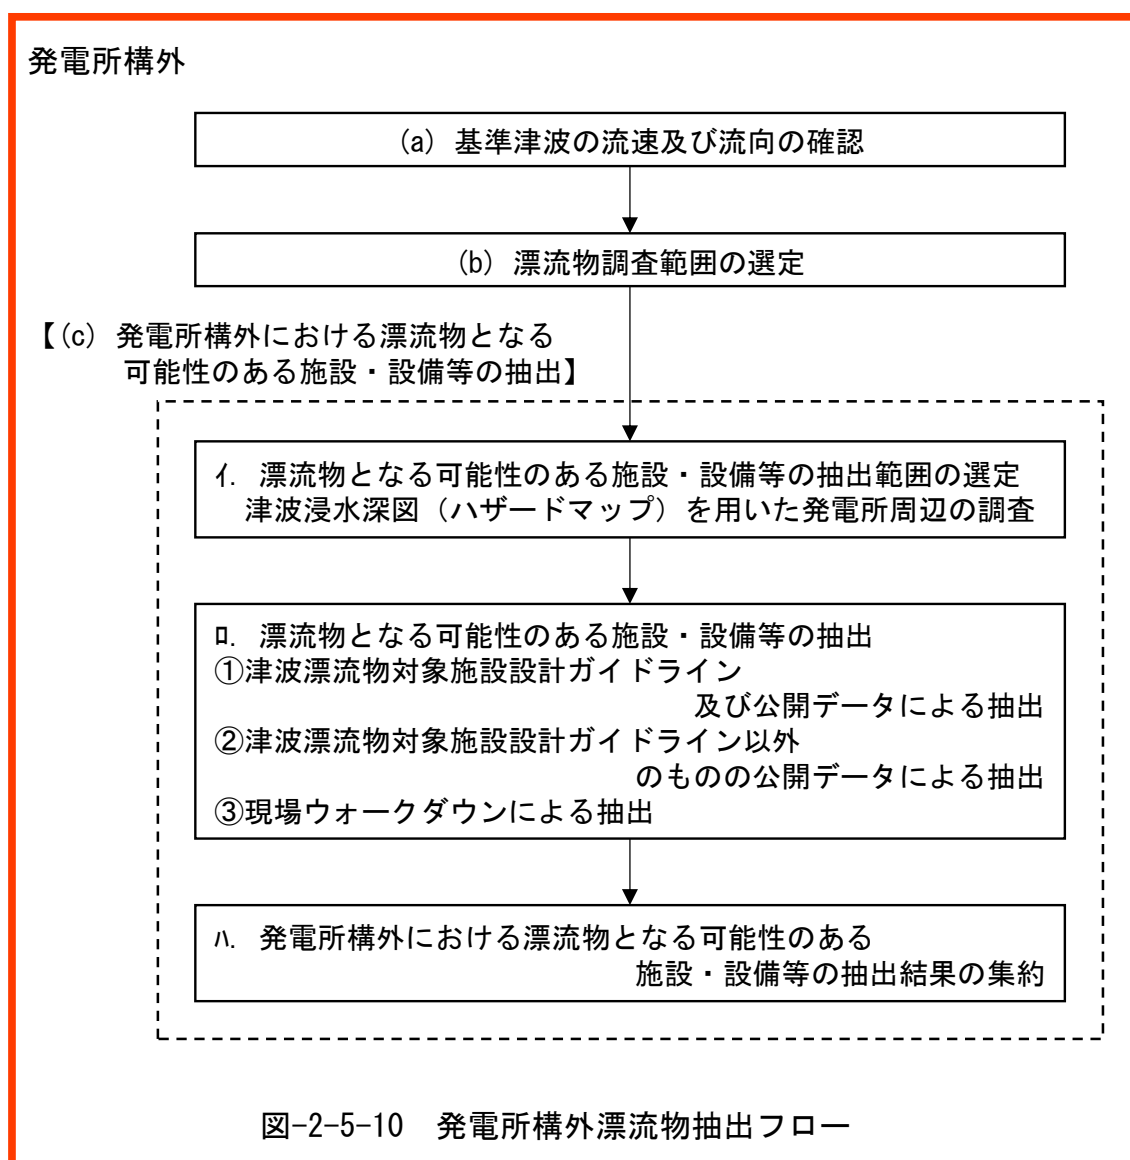 発電所構外
(a) 基準津波の流速及び流向の確認
(b) 漂流物調査範囲の選定
【(c) 発電所構外における漂流物となる
可能性のある施設・設備等の抽出】
ｲ. 漂流物となる可能性のある施設・設備等の抽出範囲の選定
津波浸水深図（ハザードマップ）を用いた発電所周辺の調査
ﾛ. 漂流物となる可能性のある施設・設備等の抽出
①津波漂流物対象施設設計ガイドライン
及び公開データによる抽出
②津波漂流物対象施設設計ガイドライン以外
のものの公開データによる抽出
③現場ウォークダウンによる抽出
ﾊ. 発電所構外における漂流物となる可能性のある
施設・設備等の抽出結果の集約
図-2-5-10　発電所構外漂流物抽出フロー